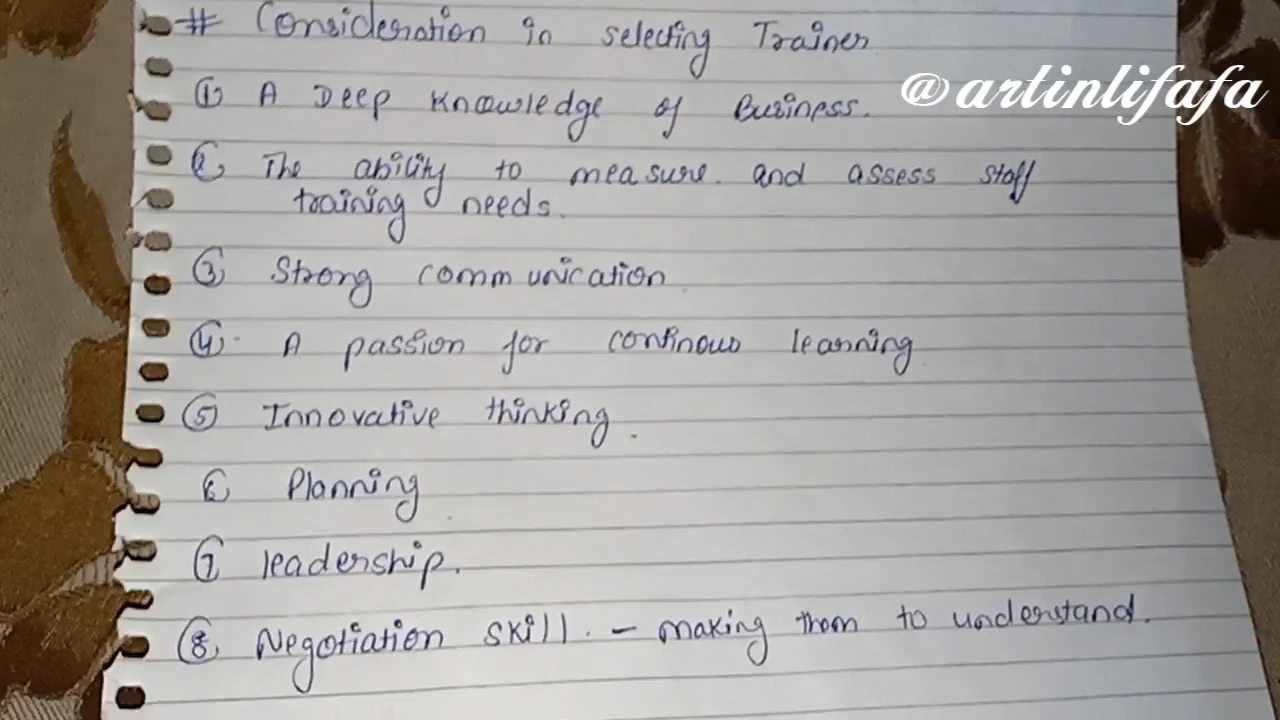 # Consideration in selecting Trainer
@artinlifafa
① A Deep Knowledge of Business.
② The ability to measure and assess staff
training needs.
③ Strong communication
④ A passion for continous learning
⑤ Innovative thinking.
⑥ Planning
⑦ leadership.
⑧ Negotiation skill. - making them to understand.